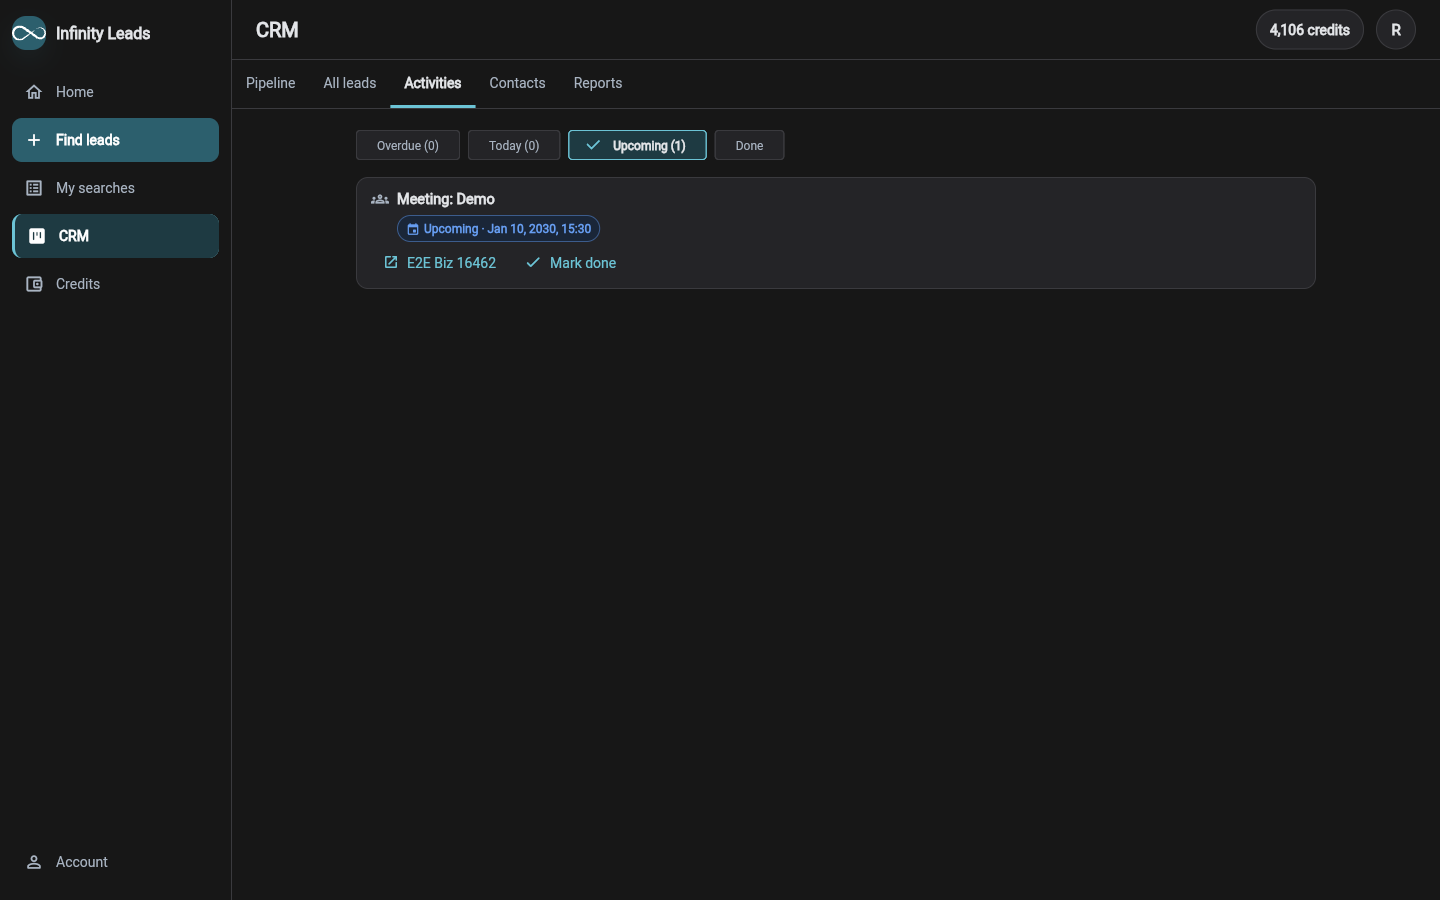 Infinity Leads
CRM
4,106 credits
R
Home
Find leads
My searches
CRM
Credits
Account
Pipeline
All leads
Activities
Contacts
Reports
Overdue (0)
Today (0)
Upcoming (1)
Done
Meeting: Demo
Upcoming · Jan 10, 2030, 15:30
E2E Biz 16462
Mark done